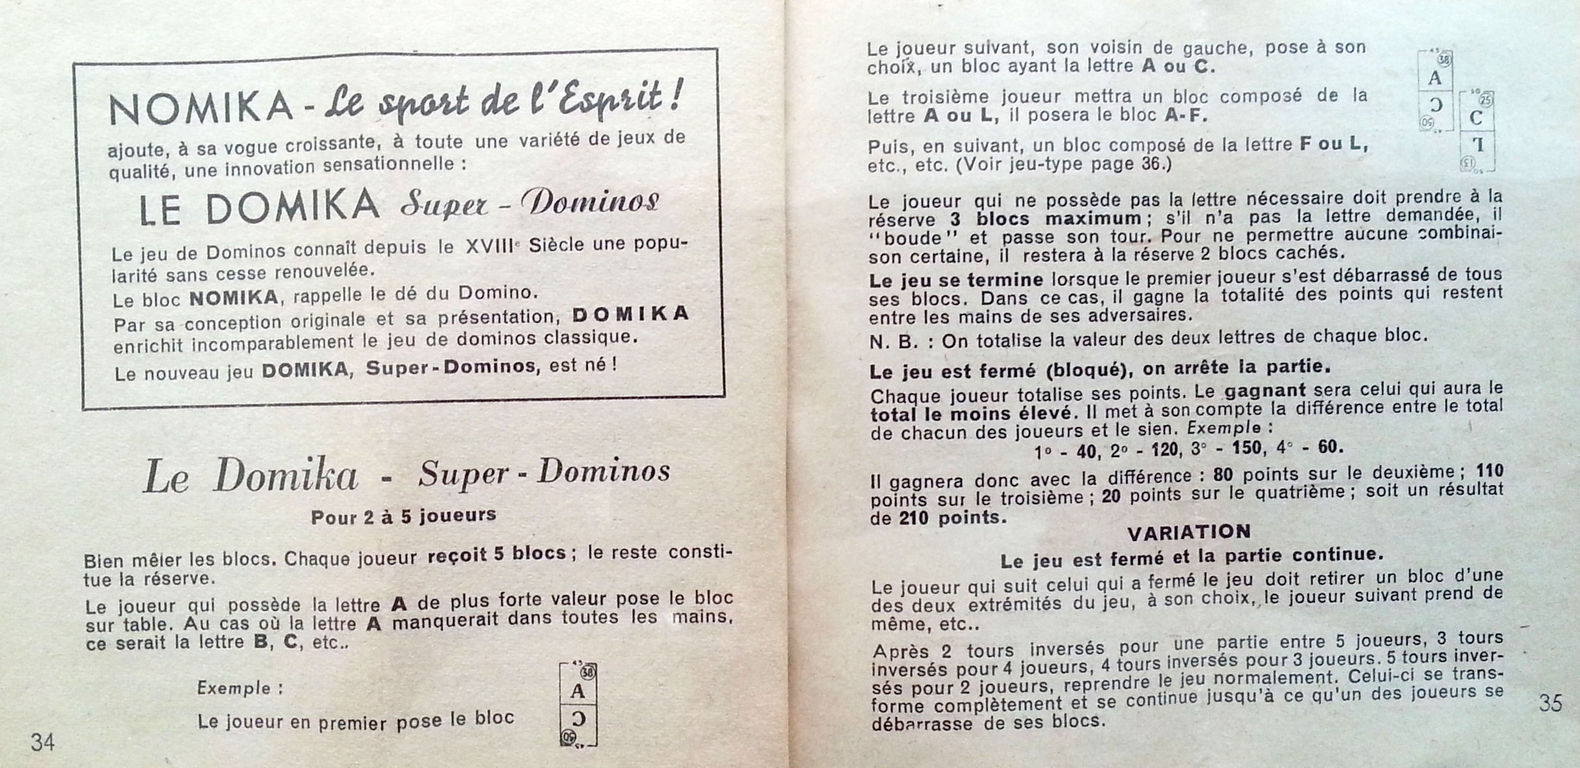 NOMIKA - Le sport de l'Esprit !
ajoute, à sa vogue croissante, à toute une variété de jeux de
qualité, une innovation sensationnelle :
LE DOMIKA Super - Dominos
Le jeu de Dominos connaît depuis le XVIIIe Siècle une popu-
larité sans cesse renouvelée.
Le bloc NOMIKA, rappelle le dé du Domino.
Par sa conception originale et sa présentation, DOMIKA
enrichit incomparablement le jeu de dominos classique.
Le nouveau jeu DOMIKA, Super-Dominos, est né !
Le Domika - Super - Dominos
Pour 2 à 5 joueurs
Bien mêler les blocs. Chaque joueur reçoit 5 blocs ; le reste consti-
tue la réserve.
Le joueur qui possède la lettre A de plus forte valeur pose le bloc
sur table. Au cas où la lettre A manquerait dans toutes les mains,
ce serait la lettre B, C, etc..
Exemple :
Le joueur en premier pose le bloc
45
38
A
C
50
45
34
Le joueur suivant, son voisin de gauche, pose à son
choix, un bloc ayant la lettre A ou C.
Le troisième joueur mettra un bloc composé de la
lettre A ou L, il posera le bloc A-F.
Puis, en suivant, un bloc composé de la lettre F ou L,
etc., etc. (Voir jeu-type page 36.)
45
38
A
C
50
45
50
25
C
L
13
50
Le joueur qui ne possède pas la lettre nécessaire doit prendre à la
réserve 3 blocs maximum ; s'il n'a pas la lettre demandée, il
"boude" et passe son tour. Pour ne permettre aucune combinai-
son certaine, il restera à la réserve 2 blocs cachés.
Le jeu se termine lorsque le premier joueur s'est débarrassé de tous
ses blocs. Dans ce cas, il gagne la totalité des points qui restent
entre les mains de ses adversaires.
N. B. : On totalise la valeur des deux lettres de chaque bloc.
Le jeu est fermé (bloqué), on arrête la partie.
Chaque joueur totalise ses points. Le gagnant sera celui qui aura le
total le moins élevé. Il met à son compte la différence entre le total
de chacun des joueurs et le sien. Exemple :
1° - 40, 2° - 120, 3° - 150, 4° - 60.
Il gagnera donc avec la différence : 80 points sur le deuxième ; 110
points sur le troisième ; 20 points sur le quatrième ; soit un résultat
de 210 points.
VARIATION
Le jeu est fermé et la partie continue.
Le joueur qui suit celui qui a fermé le jeu doit retirer un bloc d'une
des deux extrémités du jeu, à son choix, le joueur suivant prend de
même, etc..
Après 2 tours inversés pour une partie entre 5 joueurs, 3 tours
inversés pour 4 joueurs, 4 tours inversés pour 3 joueurs. 5 tours inver-
sés pour 2 joueurs, reprendre le jeu normalement. Celui-ci se trans-
forme complètement et se continue jusqu'à ce qu'un des joueurs se
débarrasse de ses blocs.
35